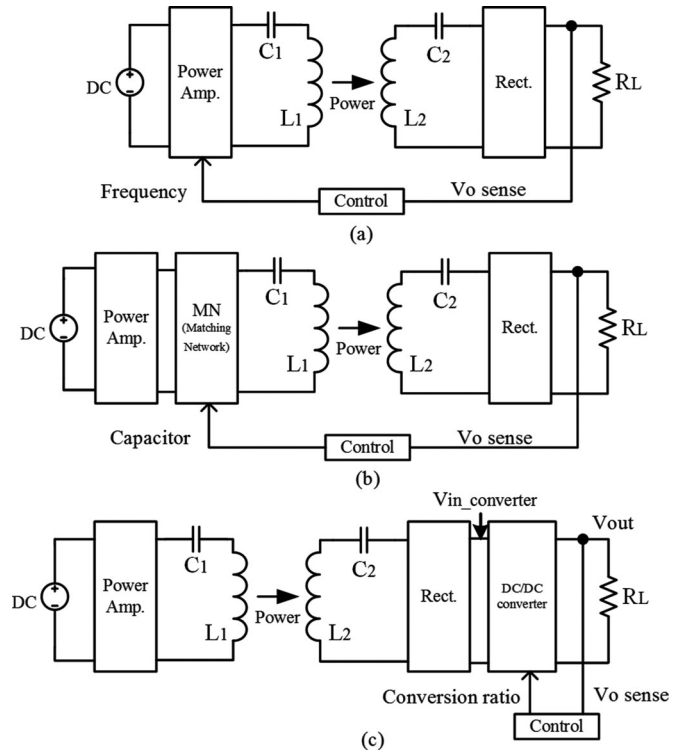 DC
Power
Amp.
C1
L1
Power
C2
L2
Rect.
RL
Frequency
Control
Vo sense
(a)
DC
Power
Amp.
MN
(Matching
Network)
C1
L1
Power
C2
L2
Rect.
RL
Capacitor
Control
Vo sense
(b)
Vin_converter
Vout
DC
Power
Amp.
C1
L1
Power
C2
L2
Rect.
DC/DC
converter
RL
Conversion ratio
Vo sense
Control
(c)